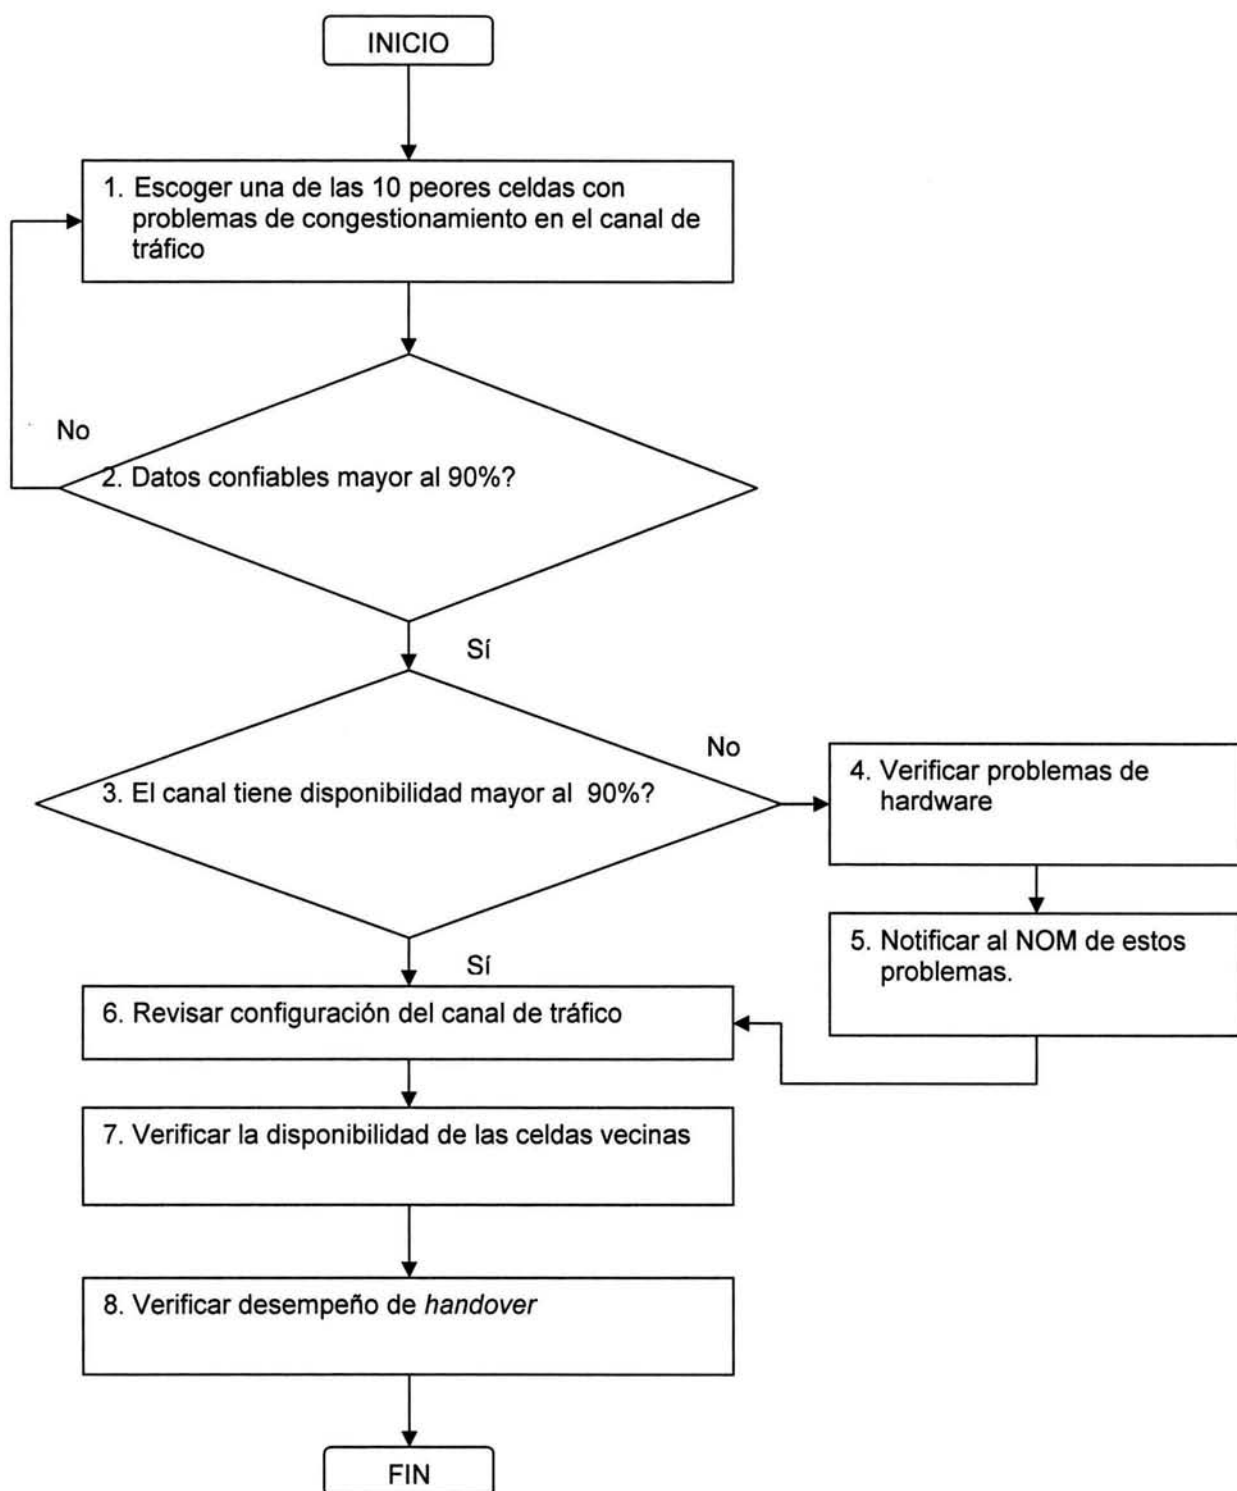 INICIO
1. Escoger una de las 10 peores celdas con
problemas de congestionamiento en el canal de
tráfico
No
2. Datos confiables mayor al 90%?
Sí
No
3. El canal tiene disponibilidad mayor al 90%?
4. Verificar problemas de
hardware
5. Notificar al NOM de estos
problemas.
Sí
6. Revisar configuración del canal de tráfico
7. Verificar la disponibilidad de las celdas vecinas
8. Verificar desempeño de handover
FIN